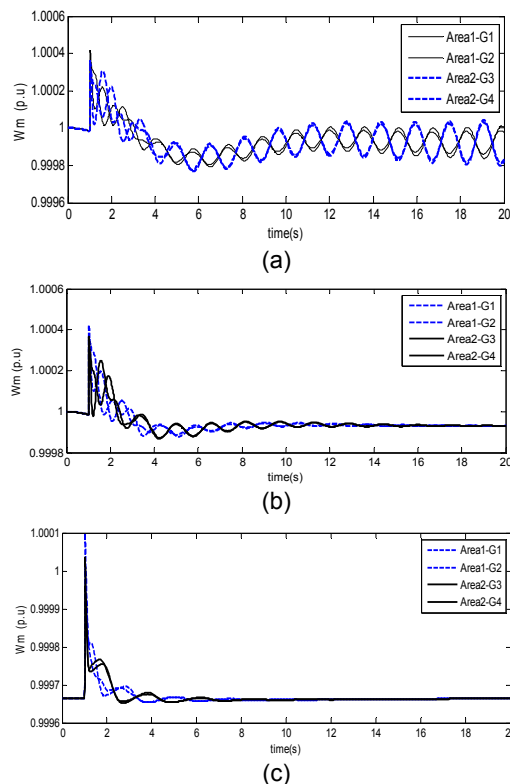 1.0006
1.0004
1.0002
1
0.9998
0.9996
Wm (p.u)
0 2 4 6 8 10 12 14 16 18 20
time(s)
Area1-G1
Area1-G2
Area2-G3
Area2-G4
(a)
1.0006
1.0004
1.0002
1
0.9998
Wm (p.u)
0 2 4 6 8 10 12 14 16 18 20
time(s)
Area1-G1
Area1-G2
Area2-G3
Area2-G4
(b)
1.0001
1
0.9999
0.9998
0.9997
0.9996
Wm (p.u)
0 2 4 6 8 10 12 14 16 18 20
time(s)
Area1-G1
Area1-G2
Area2-G3
Area2-G4
(c)